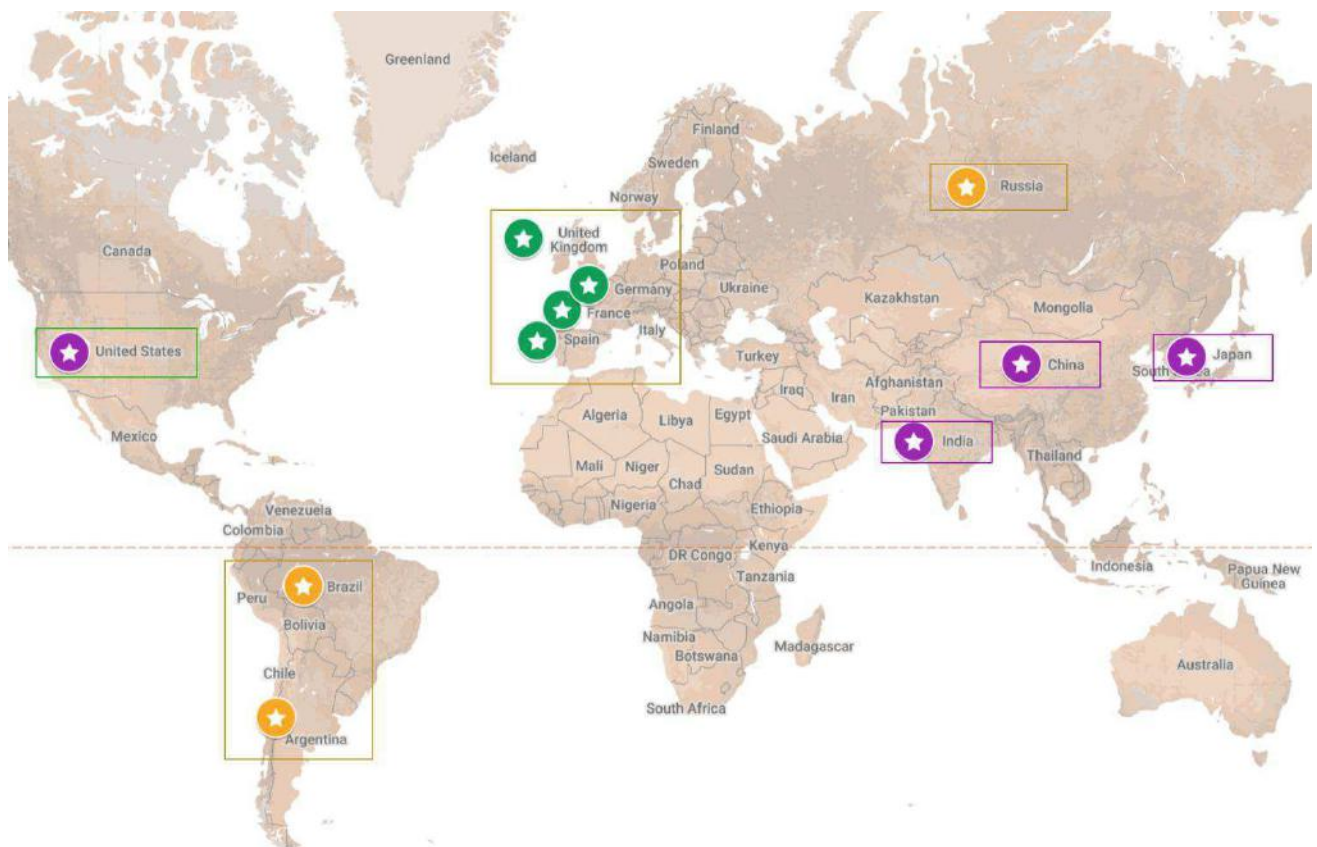 Greenland
Iceland
Finland
Sweden
Norway
Russia
Canada
United
Kingdom
Poland
Germany
Ukraine
Kazakhstan
Mongolia
France
Italy
Spain
United States
Turkey
China
Japan
South Korea
Afghanistan
Iraq
Iran
Pakistan
Mexico
Algeria
Libya
Egypt
Saudi Arabia
India
Thailand
Mali
Niger
Chad
Sudan
Venezuela
Colombia
Nigeria
Ethiopia
DR Congo
Kenya
Indonesia
Papua New
Guinea
Tanzania
Brazil
Peru
Bolivia
Angola
Namibia
Botswana
Madagascar
Australia
Chile
South Africa
Argentina